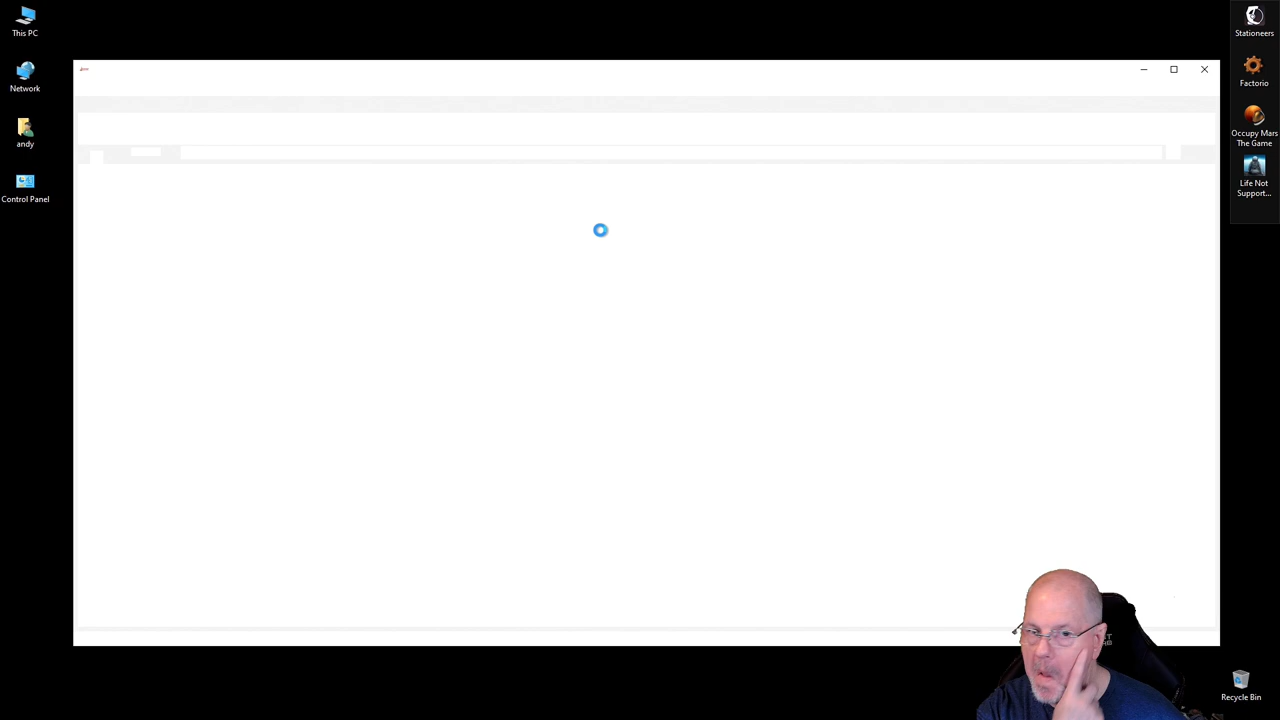 This PC
Network
andy
Control Panel
Stationeers
Factorio
Occupy Mars
The Game
Life Not
Support...
Recycle Bin